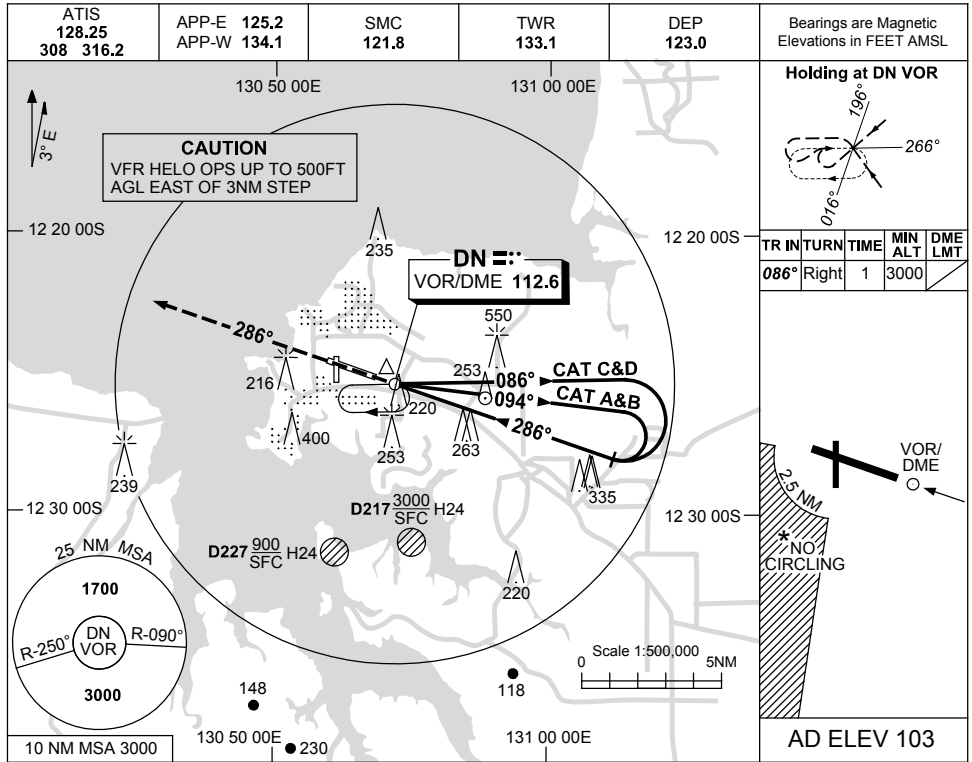 ATIS
128.25
308 316.2
APP-E 125.2
APP-W 134.1
SMC
121.8
TWR
133.1
DEP
123.0
Bearings are Magnetic
Elevations in FEET AMSL
130 50 00E
131 00 00E
3° E
CAUTION
VFR HELO OPS UP TO 500FT
AGL EAST OF 3NM STEP
12 20 00S
12 20 00S
235
DN
VOR/DME 112.6
550
286°
216
253
086°
CAT C&D
094°
CAT A&B
286°
220
400
253
263
239
335
12 30 00S
12 30 00S
D217 3000
SFC
H24
D227 900
SFC
H24
220
25 NM MSA
1700
R-250°
DN
VOR
R-090°
3000
Scale 1:500,000
0
5NM
148
118
230
10 NM MSA 3000
130 50 00E
131 00 00E
Holding at DN VOR
196°
266°
016°
TR IN
TURN
TIME
MIN
ALT
DME
LMT
086°
Right
1
3000
VOR/
DME
2.5 NM
*NO
CIRCLING
AD ELEV 103